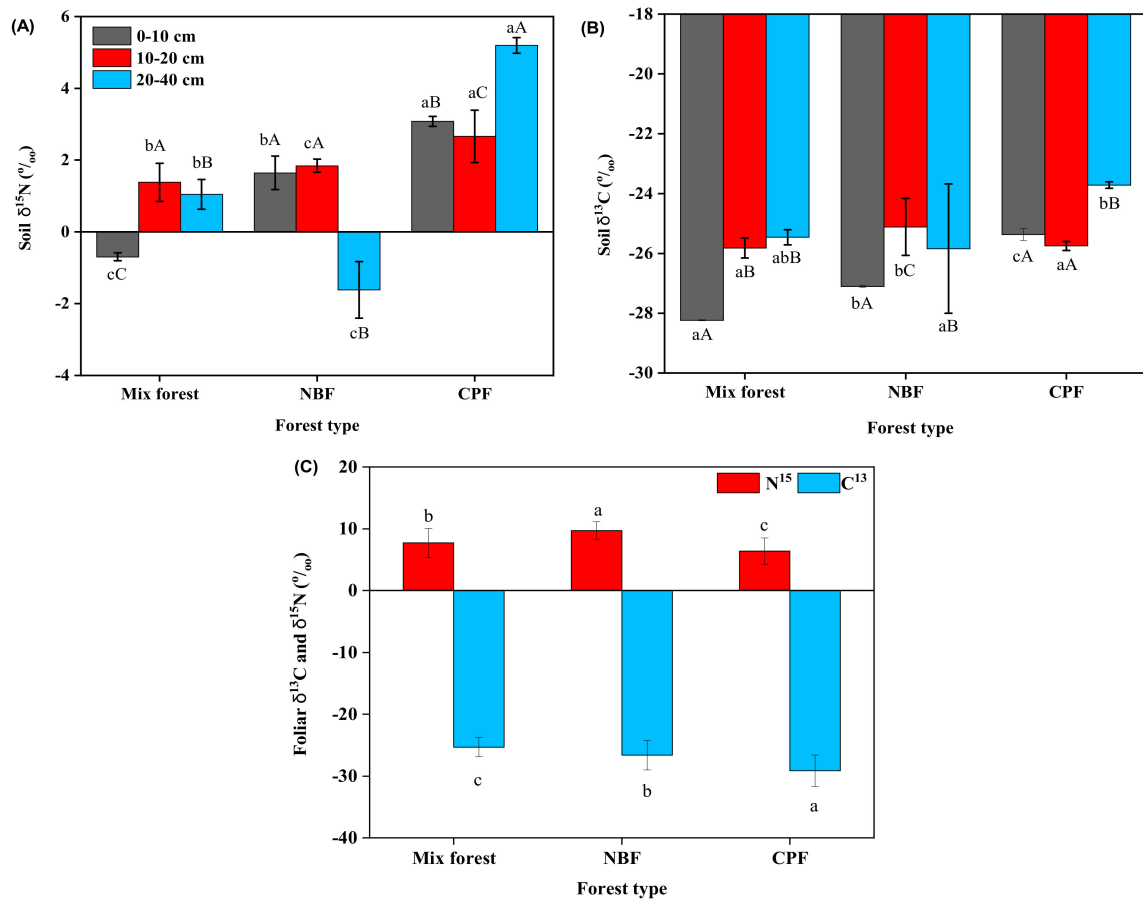 (A)
0-10 cm
10-20 cm
20-40 cm
Soil δ¹⁵N (⁰/₀₀)
6
4
2
0
-2
-4
cC
bA
bB
bA
cA
cB
aB
aC
aA
Mix forest
NBF
CPF
Forest type
(B)
Soil δ¹³C (⁰/₀₀)
-18
-20
-22
-24
-26
-28
-30
aA
aB
abB
bA
bC
aB
cA
aA
bB
Mix forest
NBF
CPF
Forest type
(C)
N¹⁵
C¹³
Foliar δ¹³C and δ¹⁵N (⁰/₀₀)
20
10
0
-10
-20
-30
-40
b
c
a
b
c
a
Mix forest
NBF
CPF
Forest type